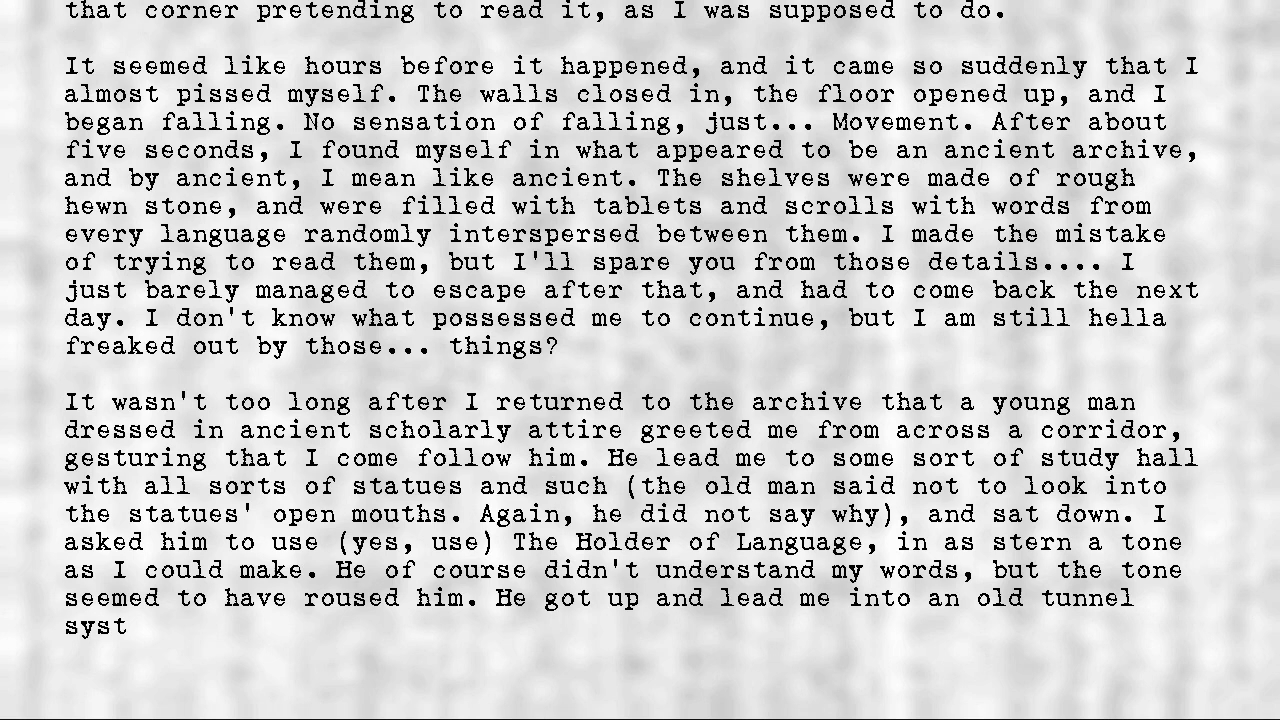 that corner pretending to read it, as I was supposed to do.
It seemed like hours before it happened, and it came so suddenly that I
almost pissed myself. The walls closed in, the floor opened up, and I
began falling. No sensation of falling, just... Movement. After about
five seconds, I found myself in what appeared to be an ancient archive,
and by ancient, I mean like ancient. The shelves were made of rough
hewn stone, and were filled with tablets and scrolls with words from
every language randomly interspersed between them. I made the mistake
of trying to read them, but I'll spare you from those details.... I
just barely managed to escape after that, and had to come back the next
day. I don't know what possessed me to continue, but I am still hella
freaked out by those... things?
It wasn't too long after I returned to the archive that a young man
dressed in ancient scholarly attire greeted me from across a corridor,
gesturing that I come follow him. He lead me to some sort of study hall
with all sorts of statues and such (the old man said not to look into
the statues' open mouths. Again, he did not say why), and sat down. I
asked him to use (yes, use) The Holder of Language, in as stern a tone
as I could make. He of course didn't understand my words, but the tone
seemed to have roused him. He got up and lead me into an old tunnel
syst